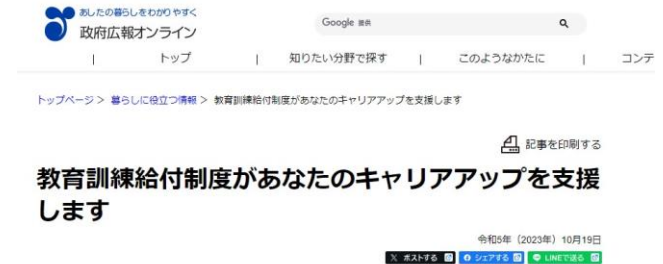 あしたの暮らしをわかりやすく
政府広報オンライン
Google 提供
| トップ | 知りたい分野で探す | このようなかたに | コンテ
トップページ > 暮らしに役立つ情報 > 教育訓練給付制度があなたのキャリアアップを支援します
記事を印刷する
教育訓練給付制度があなたのキャリアアップを支援
します
令和5年（2023年）10月19日
X ポストする シェアする LINEで送る